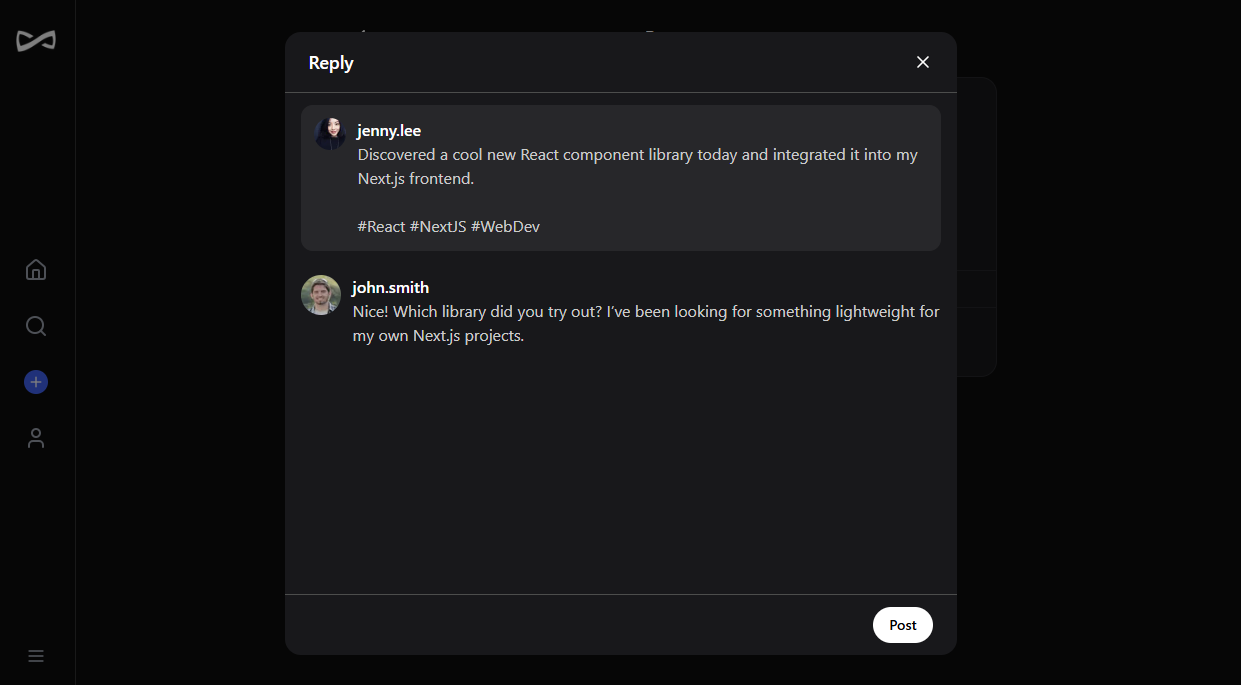 Reply
jenny.lee
Discovered a cool new React component library today and integrated it into my
Next.js frontend.
#React #NextJS #WebDev
john.smith
Nice! Which library did you try out? I’ve been looking for something lightweight for
my own Next.js projects.
Post